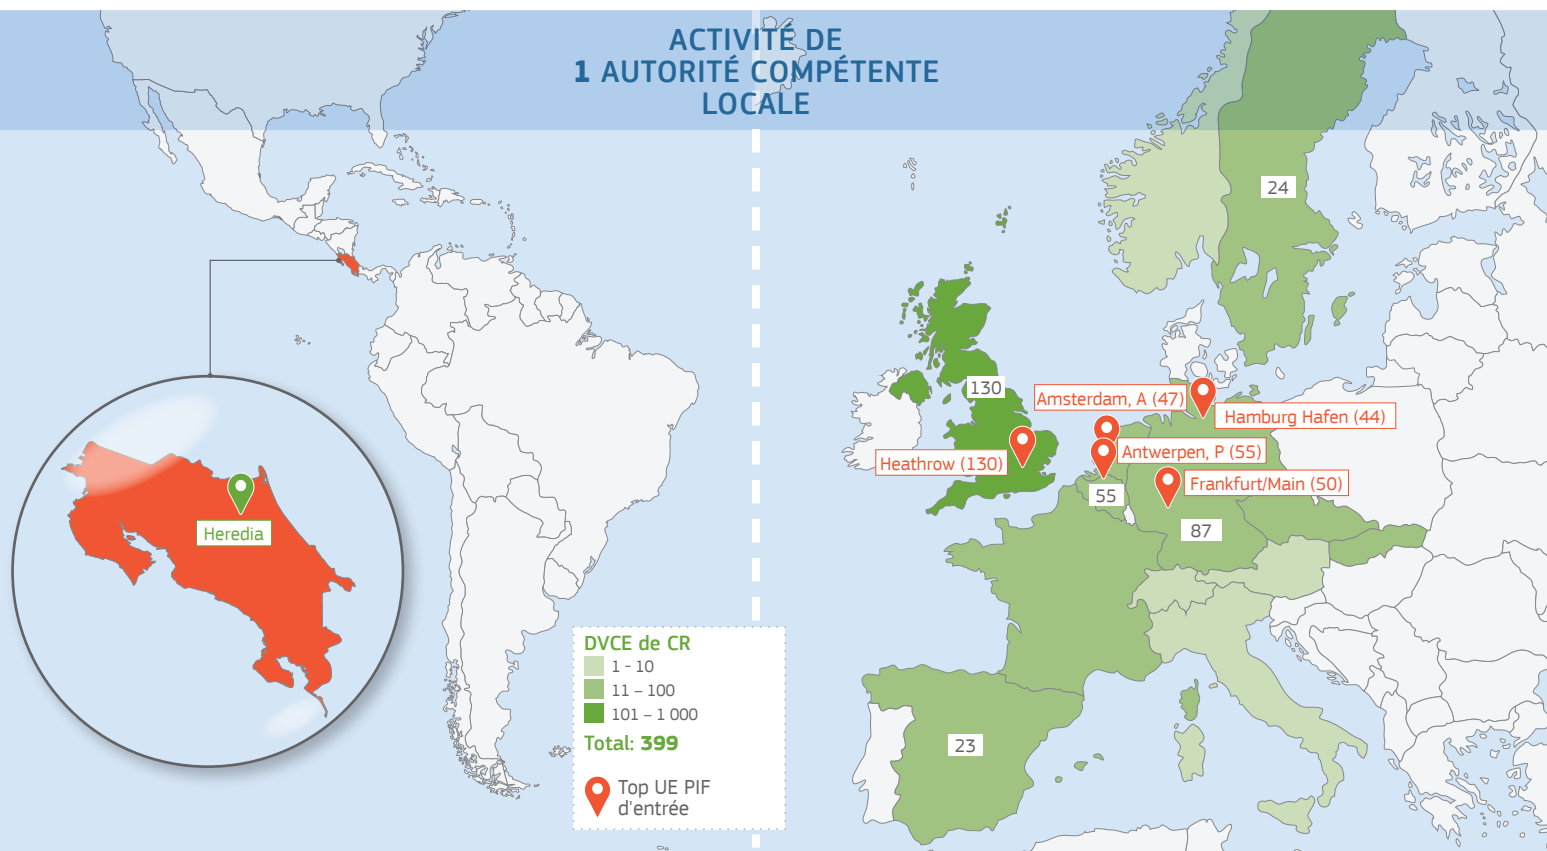 ACTIVITÉ DE
1 AUTORITÉ COMPÉTENTE
LOCALE
24
130
Amsterdam, A (47)
Hamburg Hafen (44)
Heathrow (130)
Antwerpen, P (55)
Frankfurt/Main (50)
55
87
23
Heredia
DVCE de CR
1 - 10
11 – 100
101 – 1 000
Total: 399
Top UE PIF
d'entrée